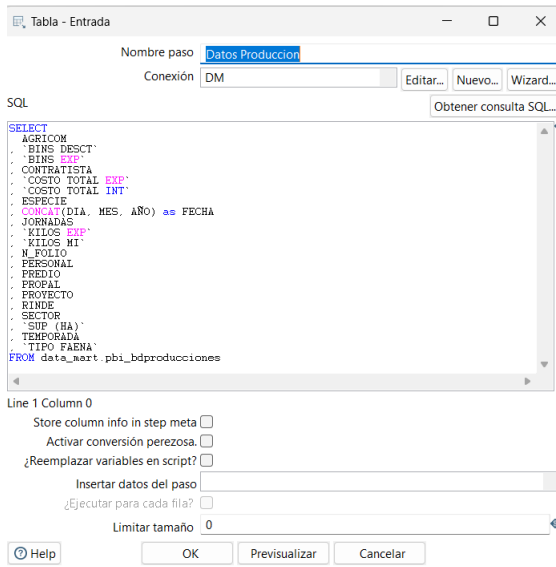 Tabla - Entrada
Nombre paso Datos Produccion
Conexión DM Editar... Nuevo... Wizard...
SQL Obtener consulta SQL...
SELECT
AGRICOM
, `BINS DESCT`
, `BINS EXP`
, CONTRATISTA
, `COSTO TOTAL EXP`
, `COSTO TOTAL INT`
, ESPECIE
, CONCAT(DIA, MES, AÑO) as FECHA
, JORNADAS
, `KILOS EXP`
, `KILOS MI`
, N_FOLIO
, PERSONAL
, PREDIO
, PROPAL
, PROYECTO
, RINDE
, SECTOR
, `SUP (HA)`
, TEMPORADA
, `TIPO FAENA`
FROM data_mart.pbi_bdproducciones
Line 1 Column 0
Store column info in step meta
Activar conversión perezosa.
¿Reemplazar variables en script?
Insertar datos del paso
¿Ejecutar para cada fila?
Limitar tamaño 0
Help OK Previsualizar Cancelar